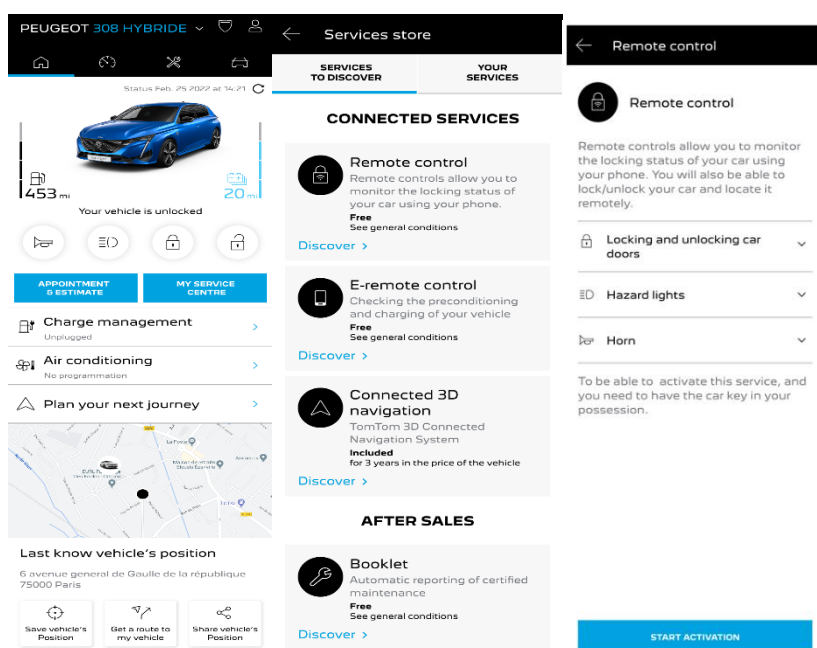 PEUGEOT 308 HYBRIDE
Status Feb. 25 2022 at 14:21
453 mi
20 mi
Your vehicle is unlocked
APPOINTMENT
& ESTIMATE
MY SERVICE
CENTRE
Charge management
Unplugged
Air conditioning
No programmation
Plan your next journey
Last know vehicle's position
6 avenue general de Gaulle de la république
75000 Paris
Save vehicle's
Position
Get a route to
my vehicle
Share vehicle's
Position
Services store
SERVICES
TO DISCOVER
YOUR
SERVICES
CONNECTED SERVICES
Remote control
Remote controls allow you to
monitor the locking status of
your car using your phone.
Free
See general conditions
Discover >
E-remote control
Checking the preconditioning
and charging of your vehicle
Free
See general conditions
Discover >
Connected 3D
navigation
TomTom 3D Connected
Navigation System
Included
for 3 years in the price of the vehicle
Discover >
AFTER SALES
Booklet
Automatic reporting of certified
maintenance
Free
See general conditions
Discover >
Remote control
Remote control
Remote controls allow you to monitor
the locking status of your car using
your phone. You will also be able to
lock/unlock your car and locate it
remotely.
Locking and unlocking car
doors
Hazard lights
Horn
To be able to activate this service, and
you need to have the car key in your
possession.
START ACTIVATION